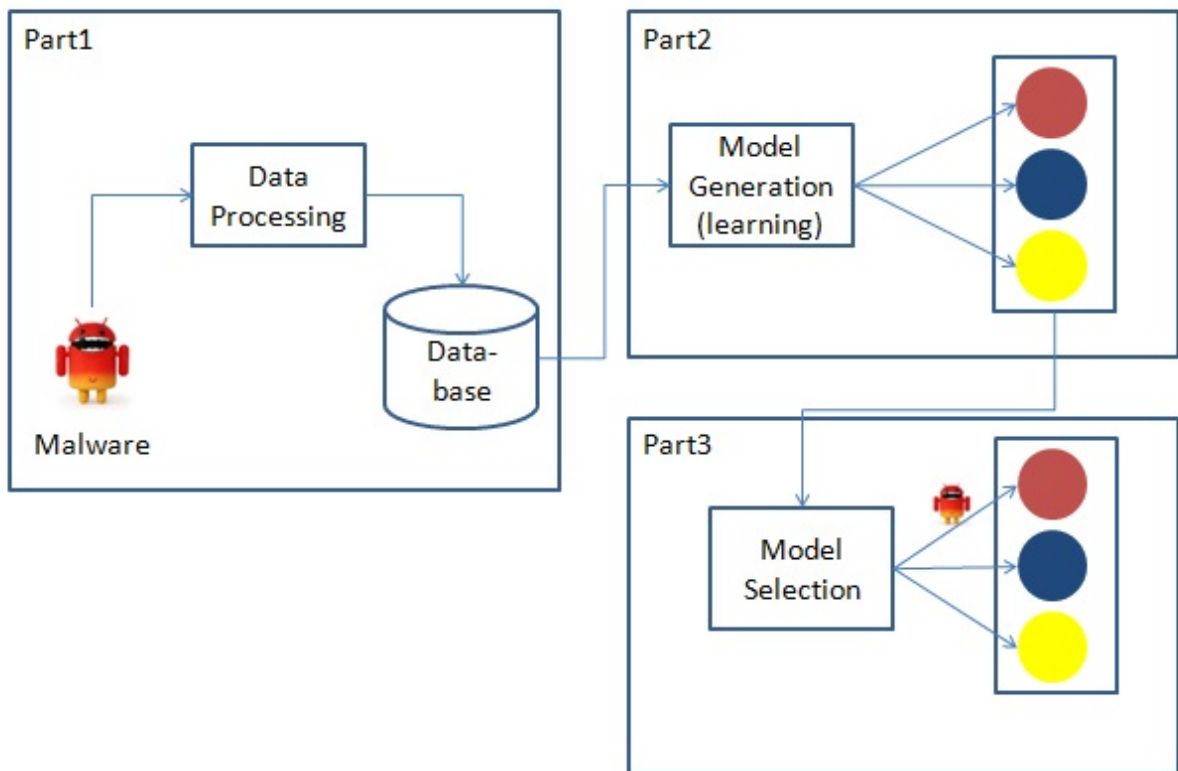 Part1
Data
Processing
Data-
base
Malware
Part2
Model
Generation
(learning)
Part3
Model
Selection